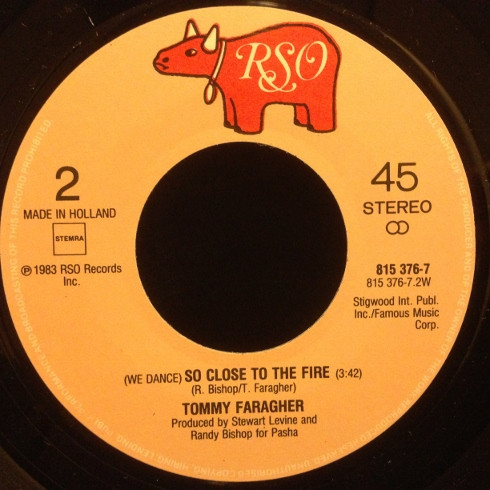 RSO
2
MADE IN HOLLAND
STEMRA
℗ 1983 RSO Records
Inc.
45
STEREO
815 376-7
815 376-7.2W
Stigwood Int. Publ.
Inc./Famous Music
Corp.
(WE DANCE) SO CLOSE TO THE FIRE (3:42)
(R. Bishop/T. Faragher)
TOMMY FARAGHER
Produced by Stewart Levine and
Randy Bishop for Pasha